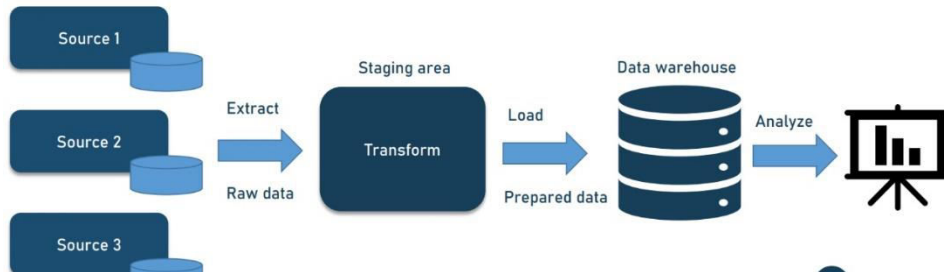 Source 1
Source 2
Source 3
Extract
Raw data
Staging area
Transform
Load
Prepared data
Data warehouse
Analyze